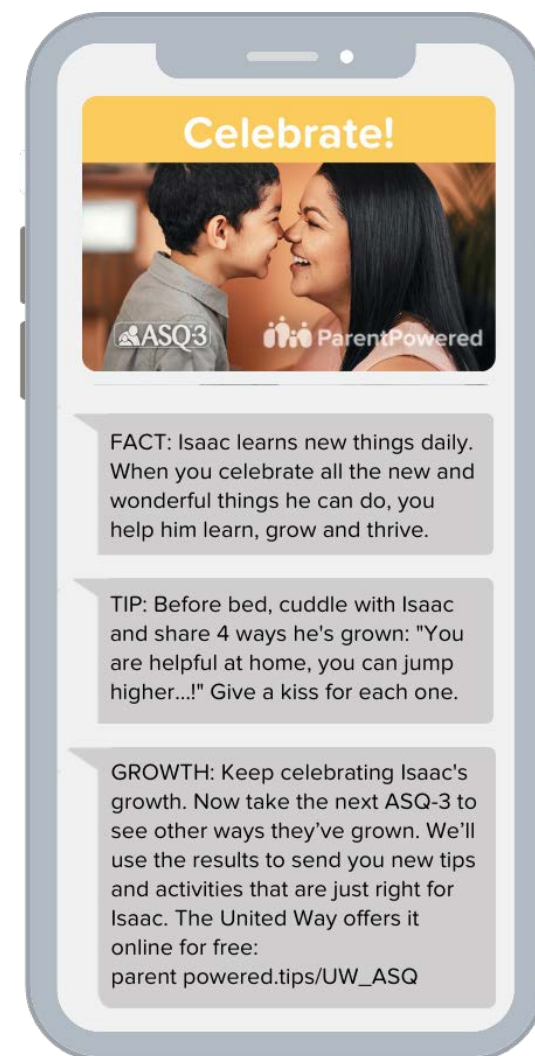 Celebrate!
ASQ-3
ParentPowered
FACT: Isaac learns new things daily.
When you celebrate all the new and
wonderful things he can do, you
help him learn, grow and thrive.
TIP: Before bed, cuddle with Isaac
and share 4 ways he's grown: "You
are helpful at home, you can jump
higher...!" Give a kiss for each one.
GROWTH: Keep celebrating Isaac's
growth. Now take the next ASQ-3 to
see other ways they’ve grown. We’ll
use the results to send you new tips
and activities that are just right for
Isaac. The United Way offers it
online for free:
parent powered.tips/UW_ASQ